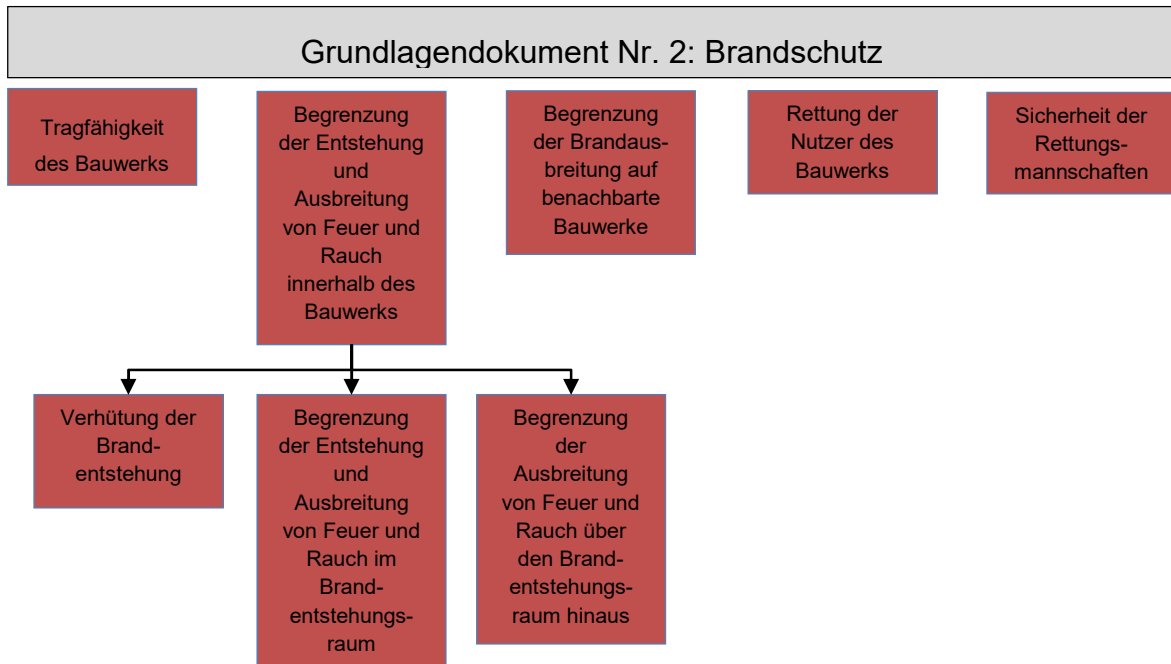 Grundlagendokument Nr. 2: Brandschutz
Tragfähigkeit
des Bauwerks
Begrenzung
der Entstehung
und
Ausbreitung
von Feuer und
Rauch
innerhalb des
Bauwerks
Begrenzung
der Brandaus-
breitung auf
benachbarte
Bauwerke
Rettung der
Nutzer des
Bauwerks
Sicherheit der
Rettungs-
mannschaften
Verhütung der
Brand-
entstehung
Begrenzung
der Entstehung
und
Ausbreitung
von Feuer und
Rauch im
Brand-
entstehungs-
raum
Begrenzung
der
Ausbreitung
von Feuer und
Rauch über
den Brand-
entstehungs-
raum hinaus